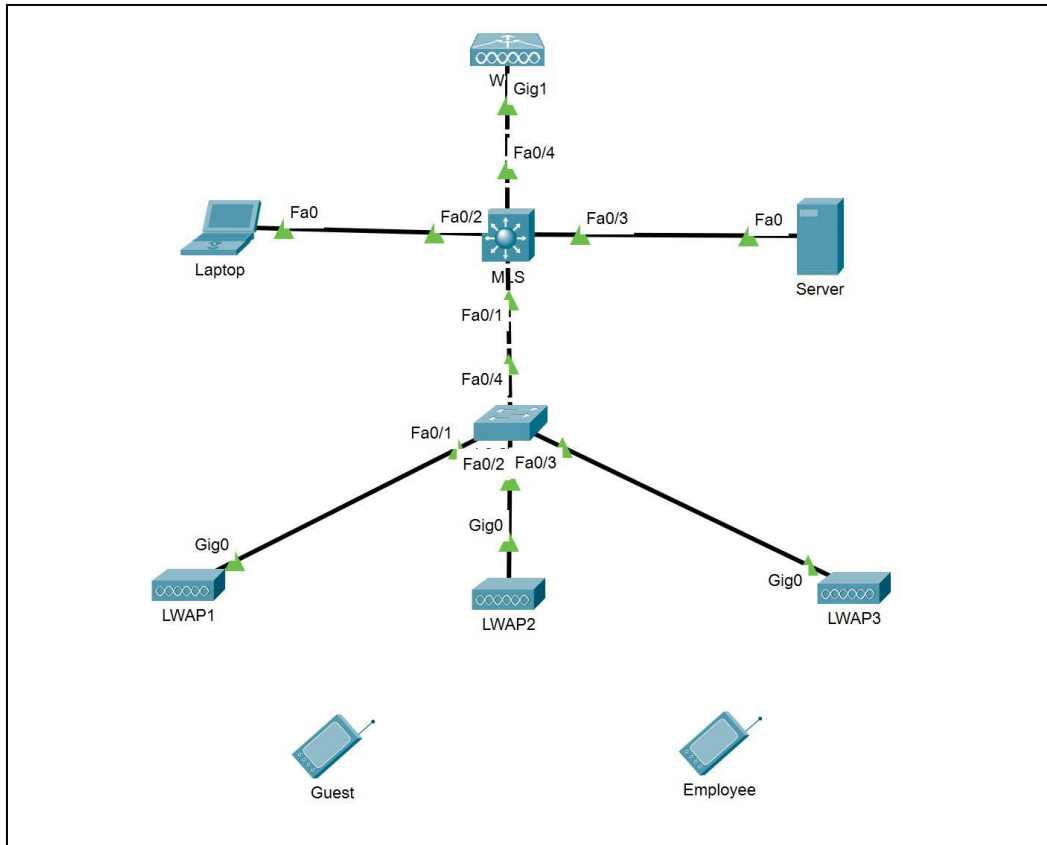 Gig1
Fa0/4
Fa0
Fa0/2
Fa0/3
Fa0
Laptop
MLS
Server
Fa0/1
Fa0/4
Fa0/1
Fa0/2
Fa0/3
Gig0
Gig0
Gig0
LWAP1
LWAP2
LWAP3
Guest
Employee